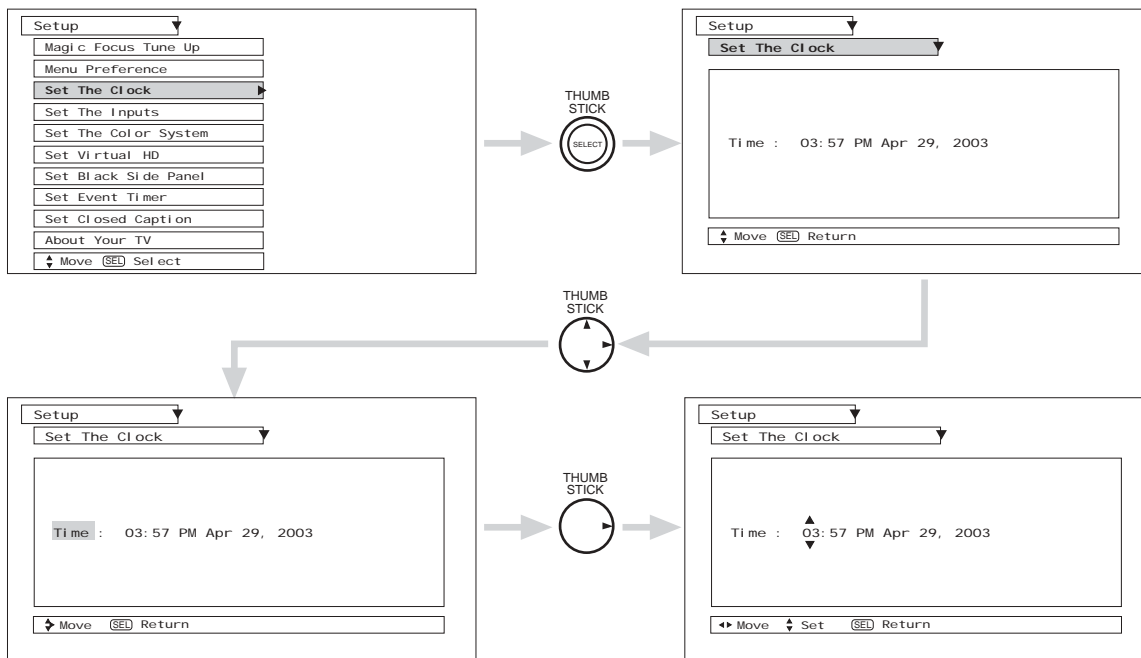 Setup
Magic Focus Tune Up
Menu Preference
Set The Clock
Set The Inputs
Set The Color System
Set Virtual HD
Set Black Side Panel
Set Event Timer
Set Closed Caption
About Your TV
Move SEL Select
THUMB
STICK
SELECT
Setup
Set The Clock
Time : 03:57 PM Apr 29, 2003
Move SEL Return
THUMB
STICK
Setup
Set The Clock
Time : 03:57 PM Apr 29, 2003
Move SEL Return
THUMB
STICK
Setup
Set The Clock
Time : 03:57 PM Apr 29, 2003
Move Set SEL Return